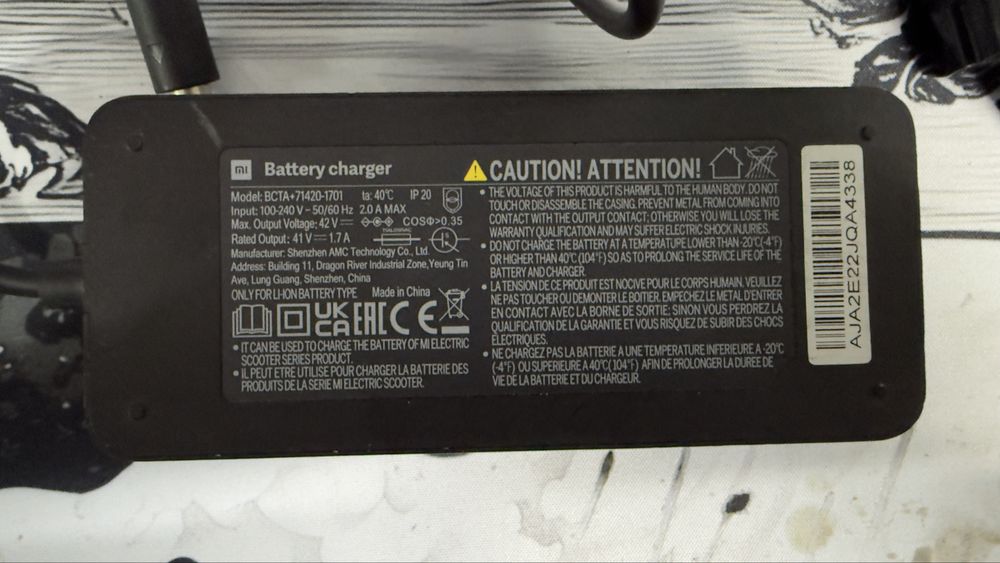 mi Battery charger
Model: BCTA+71420-1701 ta: 40℃ IP 20
Input: 100-240 V ~ 50/60 Hz 2.0 A MAX
Max. Output Voltage: 42 V COSΦ>0.35
Rated Output: 41 V 1.7 A
Manufacturer: Shenzhen AMC Technology Co., Ltd.
Address: Building 11, Dragon River Industrial Zone, Yeung Tin
Ave, Lung Guang, Shenzhen, China
ONLY FOR LI-ION BATTERY TYPE Made in China
UK CA EAC CE
• IT CAN BE USED TO CHARGE THE BATTERY OF MI ELECTRIC
SCOOTER SERIES PRODUCT.
• IL PEUT ETRE UTILISE POUR CHARGER LA BATTERIE DES
PRODUITS DE LA SERIE MI ELECTRIC SCOOTER.
CAUTION! ATTENTION!
• THE VOLTAGE OF THIS PRODUCT IS HARMFUL TO THE HUMAN BODY. DO NOT
TOUCH OR DISASSEMBLE THE CASING. PREVENT METAL FROM COMING INTO
CONTACT WITH THE OUTPUT CONTACT; OTHERWISE YOU WILL LOSE THE
WARRANTY QUALIFICATION AND MAY SUFFER ELECTRIC SHOCK INJURIES.
• DO NOT CHARGE THE BATTERY AT A TEMPERATURE LOWER THAN -20℃(-4℉)
OR HIGHER THAN 40℃ (104℉) SO AS TO PROLONG THE SERVICE LIFE OF THE
BATTERY AND CHARGER.
• LA TENSION DE CE PRODUIT EST NOCIVE POUR LE CORPS HUMAIN. VEUILLEZ
NE PAS TOUCHER OU DEMONTER LE BOITIER. EMPECHEZ LE METAL D'ENTRER
EN CONTACT AVEC LA BORNE DE SORTIE; SINON VOUS PERDREZ LA
QUALIFICATION DE LA GARANTIE ET VOUS RISQUEZ DE SUBIR DES CHOCS
ÉLECTRIQUES.
• NE CHARGEZ PAS LA BATTERIE A UNE TEMPERATURE INFERIEURE A -20℃
(-4℉) OU SUPERIEURE A 40℃(104℉) AFIN DE PROLONGER LA DUREE DE
VIE DE LA BATTERIE ET DU CHARGEUR.
AJA2E22JQA4338